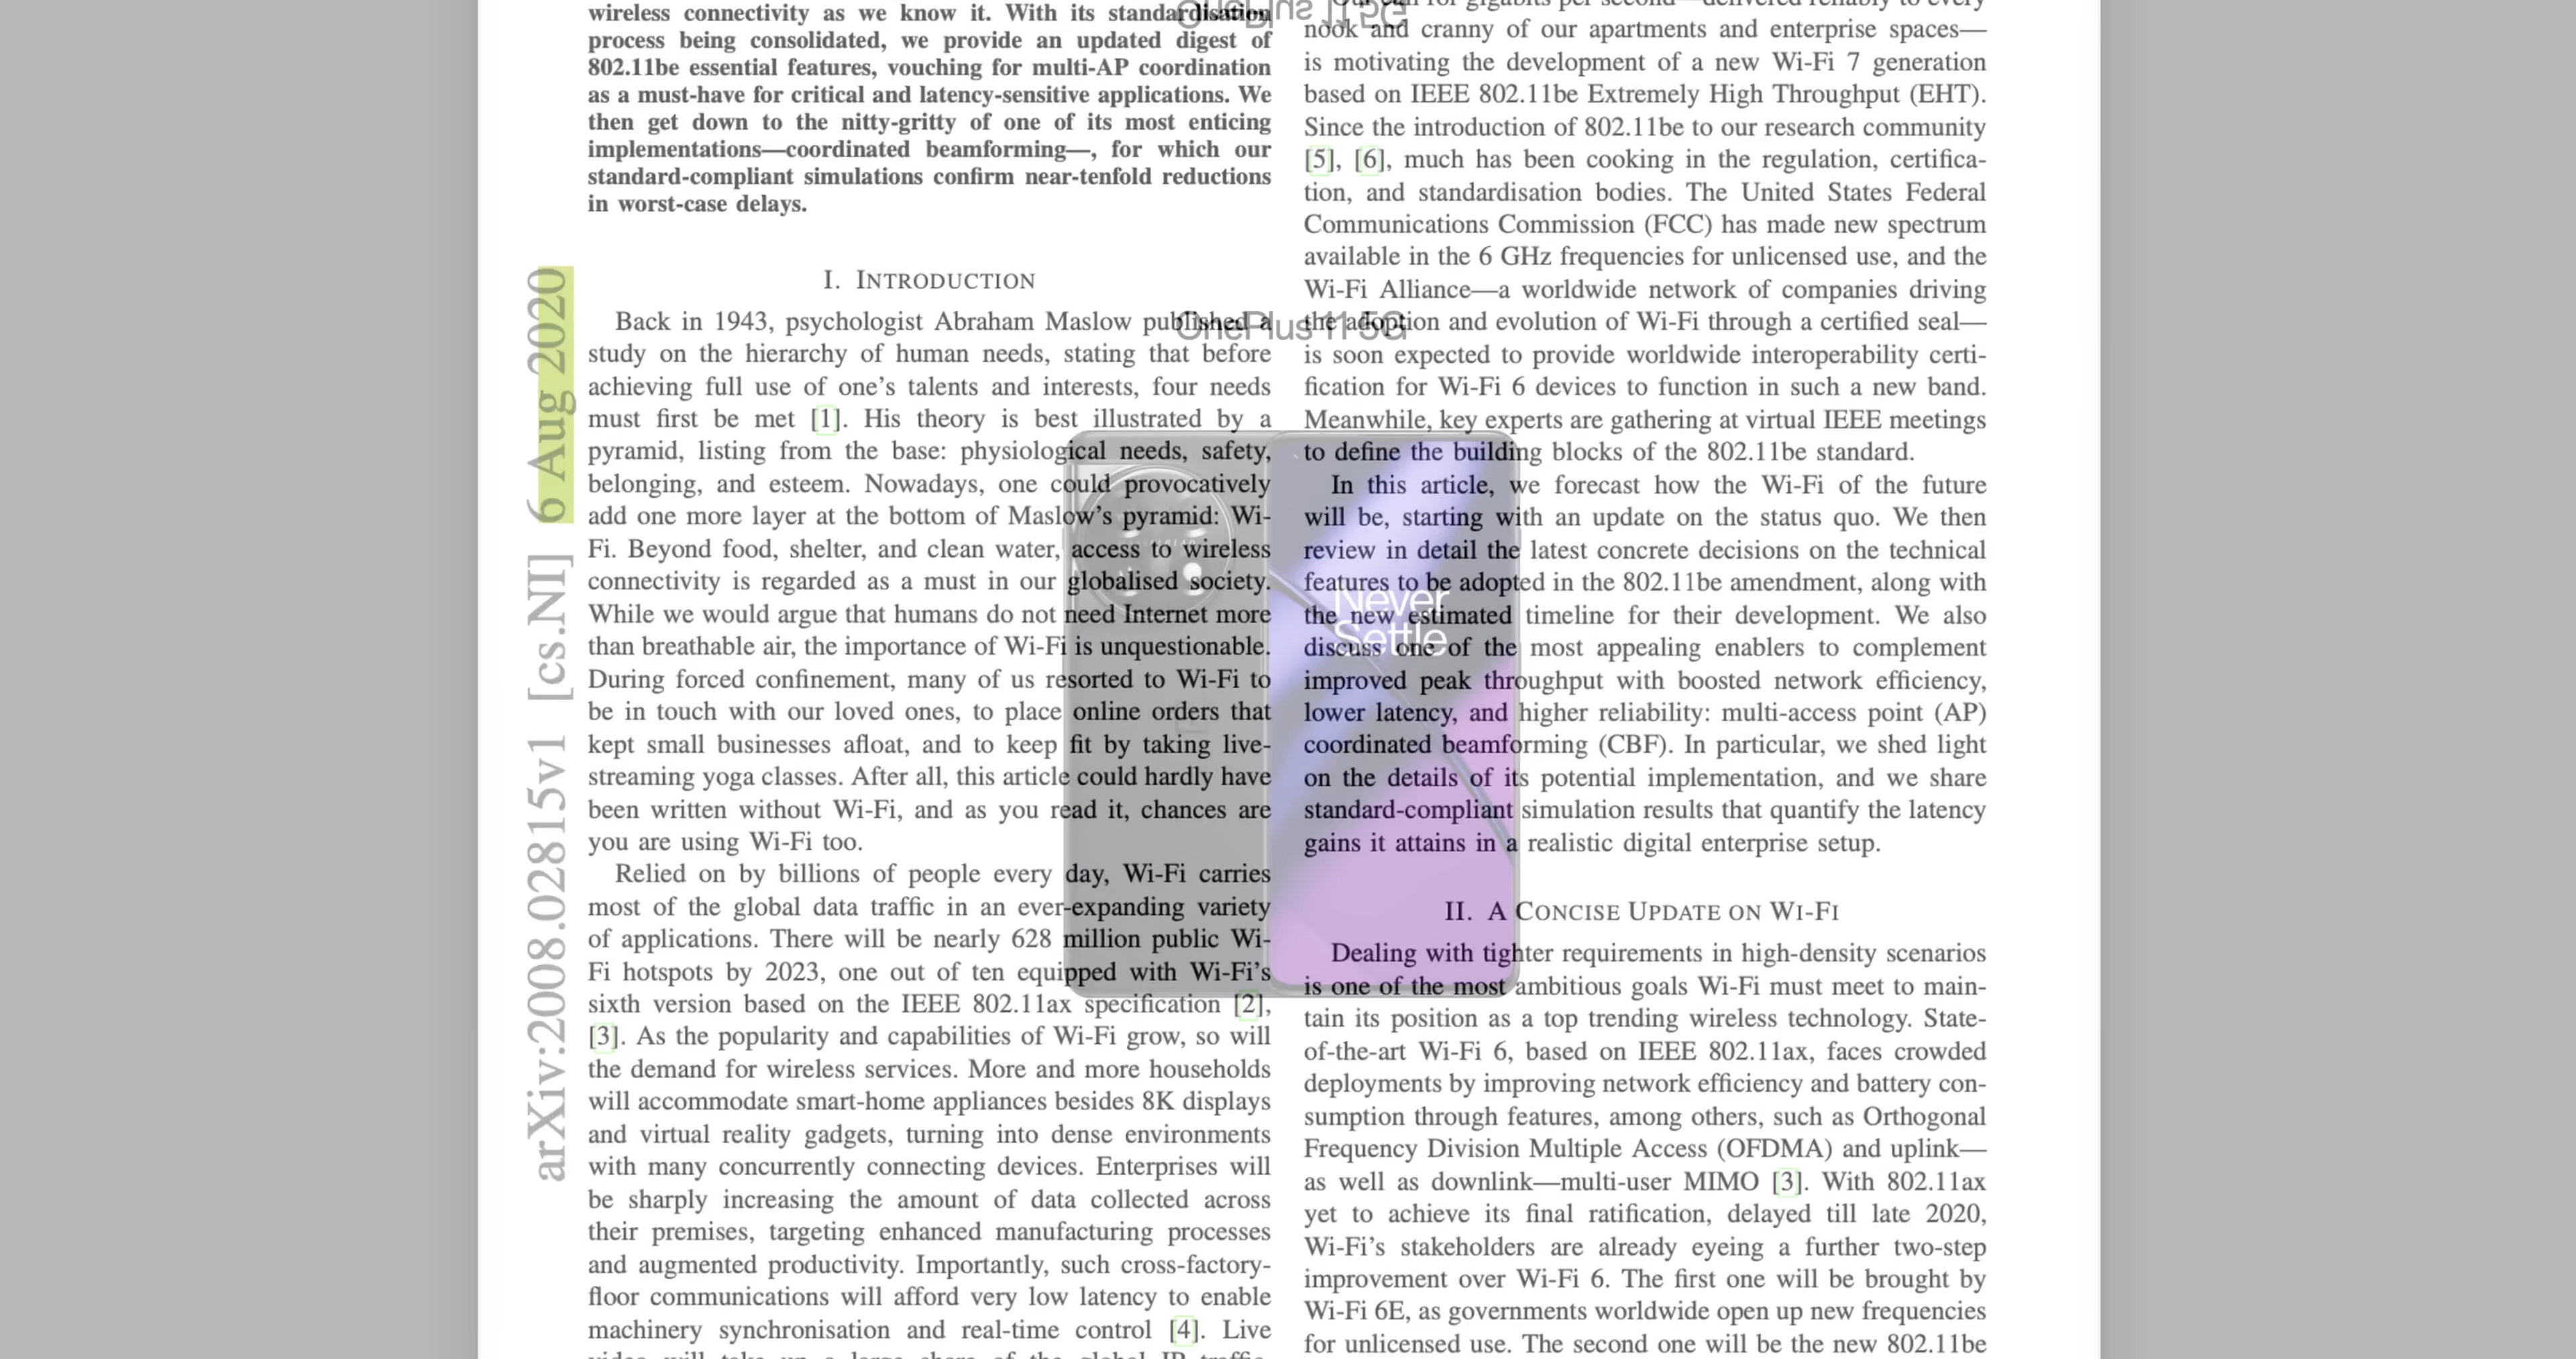 wireless connectivity as we know it. With its standardisation
process being consolidated, we provide an updated digest of
802.11be essential features, vouching for multi-AP coordination
as a must-have for critical and latency-sensitive applications. We
then get down to the nitty-gritty of one of its most enticing
implementations—coordinated beamforming—, for which our
standard-compliant simulations confirm near-tenfold reductions
in worst-case delays.
I. INTRODUCTION
Back in 1943, psychologist Abraham Maslow published a
study on the hierarchy of human needs, stating that before
achieving full use of one's talents and interests, four needs
must first be met [1]. His theory is best illustrated by a
pyramid, listing from the base: physiological needs, safety,
belonging, and esteem. Nowadays, one could provocatively
add one more layer at the bottom of Maslow's pyramid: Wi-
Fi. Beyond food, shelter, and clean water, access to wireless
connectivity is regarded as a must in our globalised society.
While we would argue that humans do not need Internet more
than breathable air, the importance of Wi-Fi is unquestionable.
During forced confinement, many of us resorted to Wi-Fi to
be in touch with our loved ones, to place online orders that
kept small businesses afloat, and to keep fit by taking live-
streaming yoga classes. After all, this article could hardly have
been written without Wi-Fi, and as you read it, chances are
you are using Wi-Fi too.
Relied on by billions of people every day, Wi-Fi carries
most of the global data traffic in an ever-expanding variety
of applications. There will be nearly 628 million public Wi-
Fi hotspots by 2023, one out of ten equipped with Wi-Fi's
sixth version based on the IEEE 802.11ax specification [2],
[3]. As the popularity and capabilities of Wi-Fi grow, so will
the demand for wireless services. More and more households
will accommodate smart-home appliances besides 8K displays
and virtual reality gadgets, turning into dense environments
with many concurrently connecting devices. Enterprises will
be sharply increasing the amount of data collected across
their premises, targeting enhanced manufacturing processes
and augmented productivity. Importantly, such cross-factory-
floor communications will afford very low latency to enable
machinery synchronisation and real-time control [4]. Live
video will take up a large share of the global IP traffic,
for gigabits per second—delivered reliably to every
nook and cranny of our apartments and enterprise spaces—
is motivating the development of a new Wi-Fi 7 generation
based on IEEE 802.11be Extremely High Throughput (EHT).
Since the introduction of 802.11be to our research community
[5], [6], much has been cooking in the regulation, certifica-
tion, and standardisation bodies. The United States Federal
Communications Commission (FCC) has made new spectrum
available in the 6 GHz frequencies for unlicensed use, and the
Wi-Fi Alliance—a worldwide network of companies driving
the adoption and evolution of Wi-Fi through a certified seal—
is soon expected to provide worldwide interoperability certi-
fication for Wi-Fi 6 devices to function in such a new band.
Meanwhile, key experts are gathering at virtual IEEE meetings
to define the building blocks of the 802.11be standard.
In this article, we forecast how the Wi-Fi of the future
will be, starting with an update on the status quo. We then
review in detail the latest concrete decisions on the technical
features to be adopted in the 802.11be amendment, along with
the new estimated timeline for their development. We also
discuss one of the most appealing enablers to complement
improved peak throughput with boosted network efficiency,
lower latency, and higher reliability: multi-access point (AP)
coordinated beamforming (CBF). In particular, we shed light
on the details of its potential implementation, and we share
standard-compliant simulation results that quantify the latency
gains it attains in a realistic digital enterprise setup.
II. A CONCISE UPDATE ON WI-FI
Dealing with tighter requirements in high-density scenarios
is one of the most ambitious goals Wi-Fi must meet to main-
tain its position as a top trending wireless technology. State-
of-the-art Wi-Fi 6, based on IEEE 802.11ax, faces crowded
deployments by improving network efficiency and battery con-
sumption through features, among others, such as Orthogonal
Frequency Division Multiple Access (OFDMA) and uplink—
as well as downlink—multi-user MIMO [3]. With 802.11ax
yet to achieve its final ratification, delayed till late 2020,
Wi-Fi's stakeholders are already eyeing a further two-step
improvement over Wi-Fi 6. The first one will be brought by
Wi-Fi 6E, as governments worldwide open up new frequencies
for unlicensed use. The second one will be the new 802.11be
arXiv:2008.02815v1 [cs.NI] 6 Aug 2020
OnePlus 11 5G
OnePlus 11 5G
Never
Settle